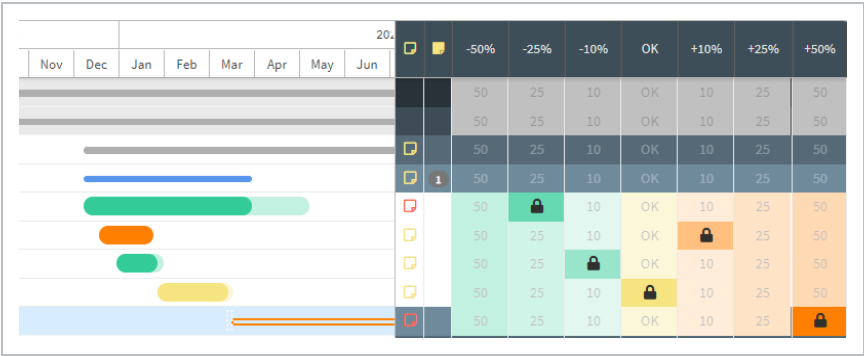 -50% -25% -10% OK +10% +25% +50%
Nov Dec Jan Feb Mar Apr May Jun
50 25 10 OK 10 25 50
50 25 10 OK 10 25 50
50 25 10 OK 10 25 50
1 50 25 10 OK 10 25 50
50 10 OK 10 25 50
50 25 10 OK 25 50
50 25 OK 10 25 50
50 25 10 10 25 50
50 25 10 OK 10 25